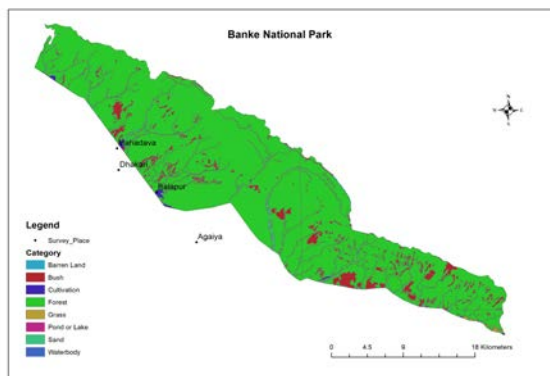 Banke National Park
N
W E
S
Mahadava
Dhakeri
Balapur
Agaiya
Legend
Survey_Place
Category
Barren Land
Bush
Cultivation
Forest
Grass
Pond or Lake
Sand
Waterbody
0 4.5 9 18 Kilometers